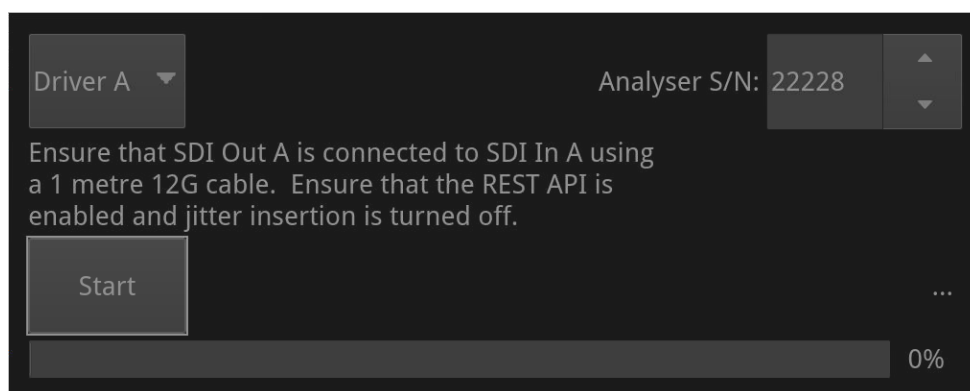 Driver A
Analyser S/N: 22228
Ensure that SDI Out A is connected to SDI In A using
a 1 metre 12G cable.  Ensure that the REST API is
enabled and jitter insertion is turned off.
Start
...
0%